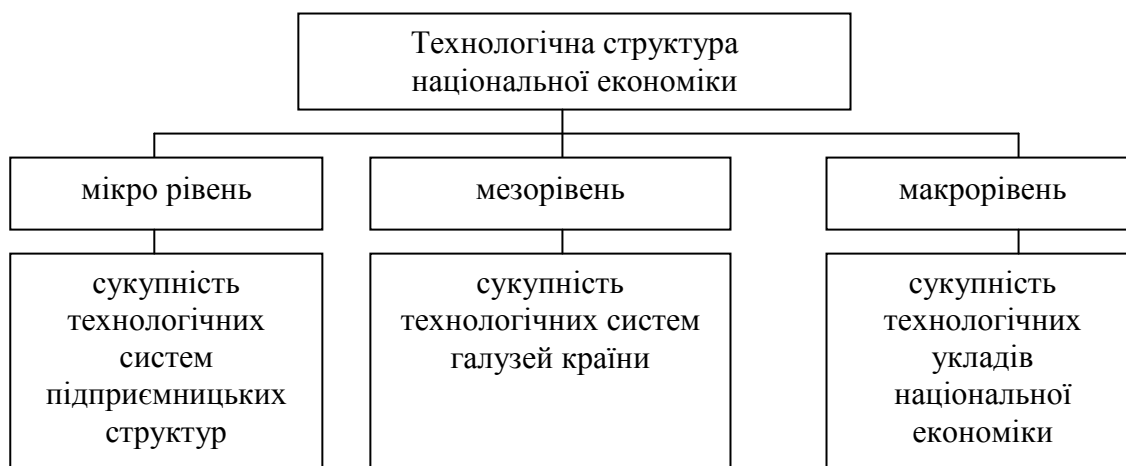 Технологічна структура
національної економіки
мікро рівень
мезорівень
макрорівень
сукупність
технологічних
систем
підприємницьких
структур
сукупність
технологічних систем
галузей країни
сукупність
технологічних
укладів
національної
економіки